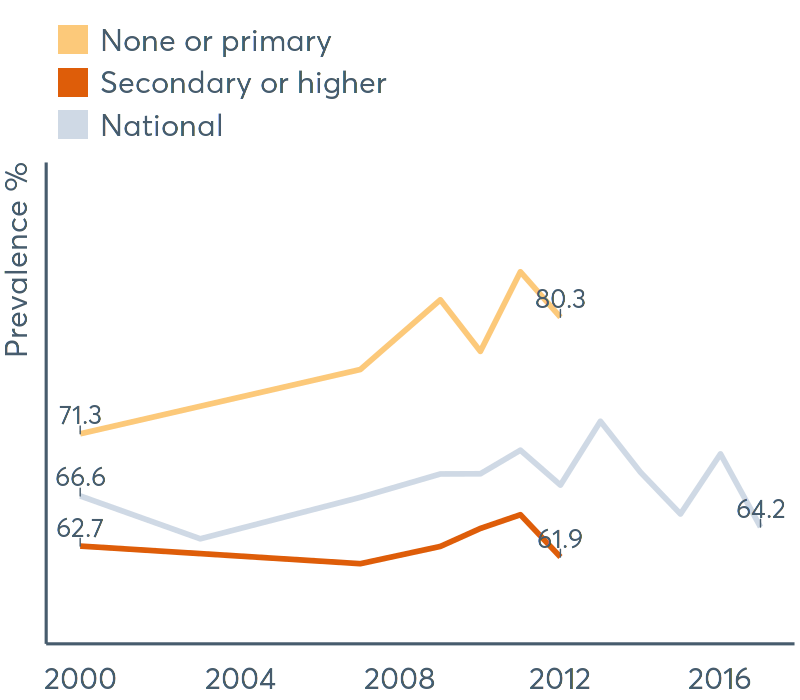 None or primary
Secondary or higher
National
Prevalence %
80.3
71.3
66.6
64.2
62.7
61.9
2000 2004 2008 2012 2016